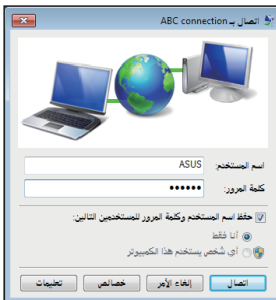 اتصال بـ ABC connection
اسم المستخدم: ASUS
كلمة المرور: ••••••
حفظ اسم المستخدم وكلمة المرور للمستخدمين التاليين:
أنا فقط
أي شخص يستخدم هذا الكمبيوتر
اتصال إلغاء الأمر خصائص تعليمات